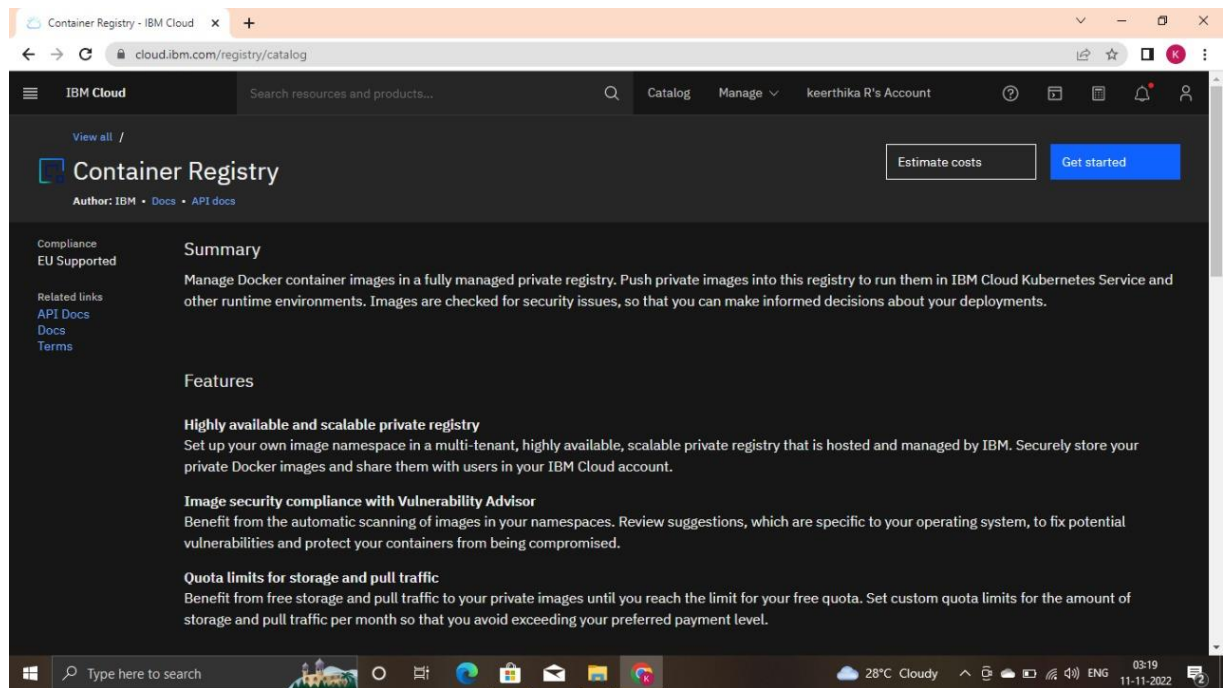 Container Registry - IBM Cloud
cloud.ibm.com/registry/catalog
K
IBM Cloud
Search resources and products...
Catalog
Manage
keerthika R's Account
View all /
Container Registry
Estimate costs
Get started
Author: IBM • Docs • API docs
Compliance
EU Supported
Related links
API Docs
Docs
Terms
Summary
Manage Docker container images in a fully managed private registry. Push private images into this registry to run them in IBM Cloud Kubernetes Service and
other runtime environments. Images are checked for security issues, so that you can make informed decisions about your deployments.
Features
Highly available and scalable private registry
Set up your own image namespace in a multi-tenant, highly available, scalable private registry that is hosted and managed by IBM. Securely store your
private Docker images and share them with users in your IBM Cloud account.
Image security compliance with Vulnerability Advisor
Benefit from the automatic scanning of images in your namespaces. Review suggestions, which are specific to your operating system, to fix potential
vulnerabilities and protect your containers from being compromised.
Quota limits for storage and pull traffic
Benefit from free storage and pull traffic to your private images until you reach the limit for your free quota. Set custom quota limits for the amount of
storage and pull traffic per month so that you avoid exceeding your preferred payment level.
Type here to search
K
28°C Cloudy
ENG
03:19
11-11-2022
2